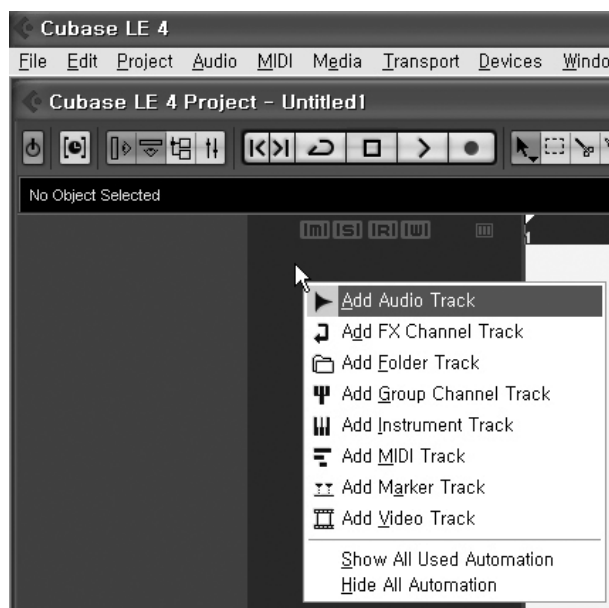 Cubase LE 4
File Edit Project Audio MIDI Media Transport Devices Windo
Cubase LE 4 Project - Untitled1
No Object Selected
m S R W
1
Add Audio Track
Add FX Channel Track
Add Folder Track
Add Group Channel Track
Add Instrument Track
Add MIDI Track
Add Marker Track
Add Video Track
Show All Used Automation
Hide All Automation